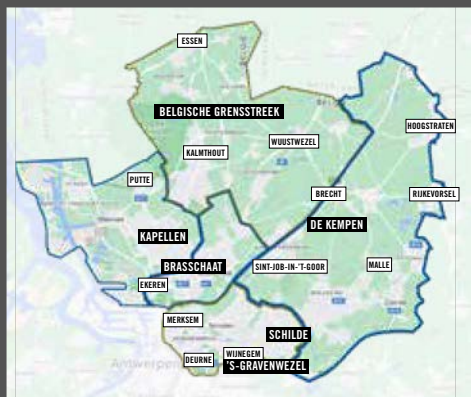 ESSEN
BELGISCHE GRENSSTREEK
WUUSTWEZEL
KALMTHOUT
HOOGSTRATEN
PUTTE
BRECHT
RIJKEVORSEL
DE KEMPEN
KAPELLEN
BRASSCHAAT
SINT-JOB-IN-'T-GOOR
MALLE
EKEREN
MERKSEM
SCHILDE
WIJNEGEM
DEURNE
'S-GRAVENWEZEL
Antwerpen